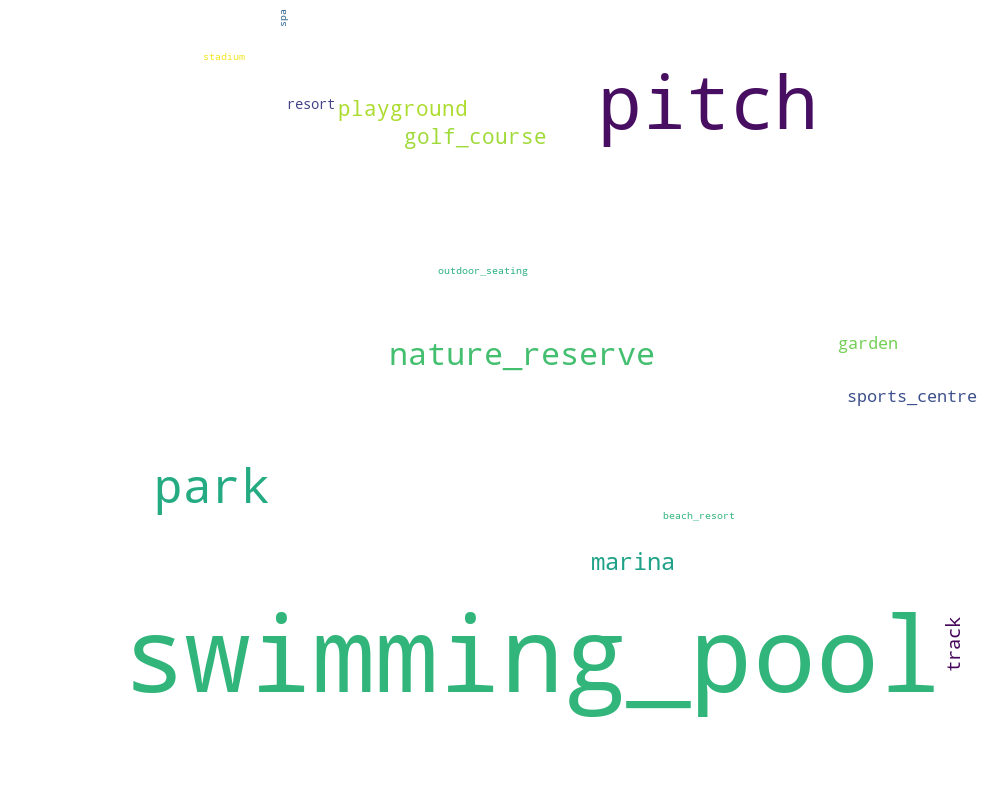 spa
stadium
pitch
resort
playground
golf_course
outdoor_seating
garden
nature_reserve
sports_centre
park
beach_resort
marina
track
swimming_pool